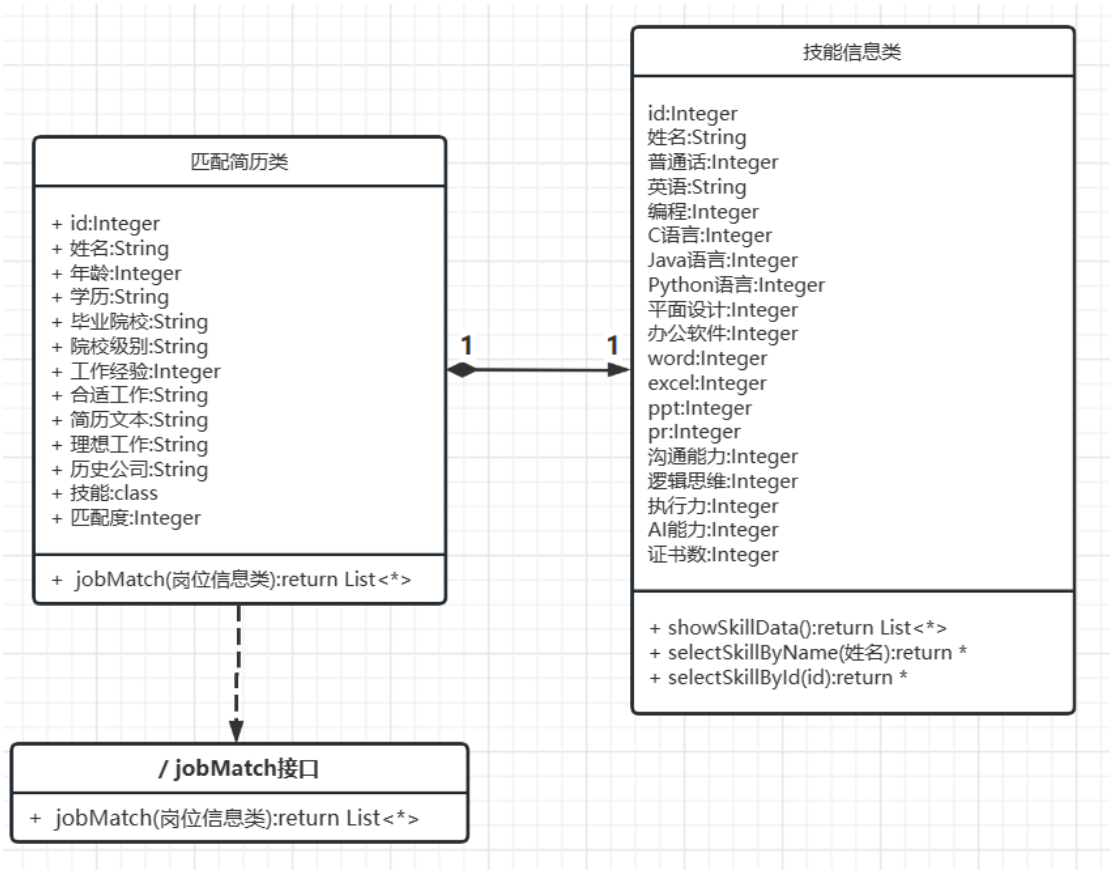 匹配简历类
+ id:Integer
+ 姓名:String
+ 年龄:Integer
+ 学历:String
+ 毕业院校:String
+ 院校级别:String
+ 工作经验:Integer
+ 合适工作:String
+ 简历文本:String
+ 理想工作:String
+ 历史公司:String
+ 技能:class
+ 匹配度:Integer
+ jobMatch(岗位信息类):return List<*>
1
1
技能信息类
id:Integer
姓名:String
普通话:Integer
英语:String
编程:Integer
C语言:Integer
Java语言:Integer
Python语言:Integer
平面设计:Integer
办公软件:Integer
word:Integer
excel:Integer
ppt:Integer
pr:Integer
沟通能力:Integer
逻辑思维:Integer
执行力:Integer
AI能力:Integer
证书数:Integer
+ showSkillData():return List<*>
+ selectSkillByName(姓名):return *
+ selectSkillById(id):return *
/ jobMatch接口
+ jobMatch(岗位信息类):return List<*>